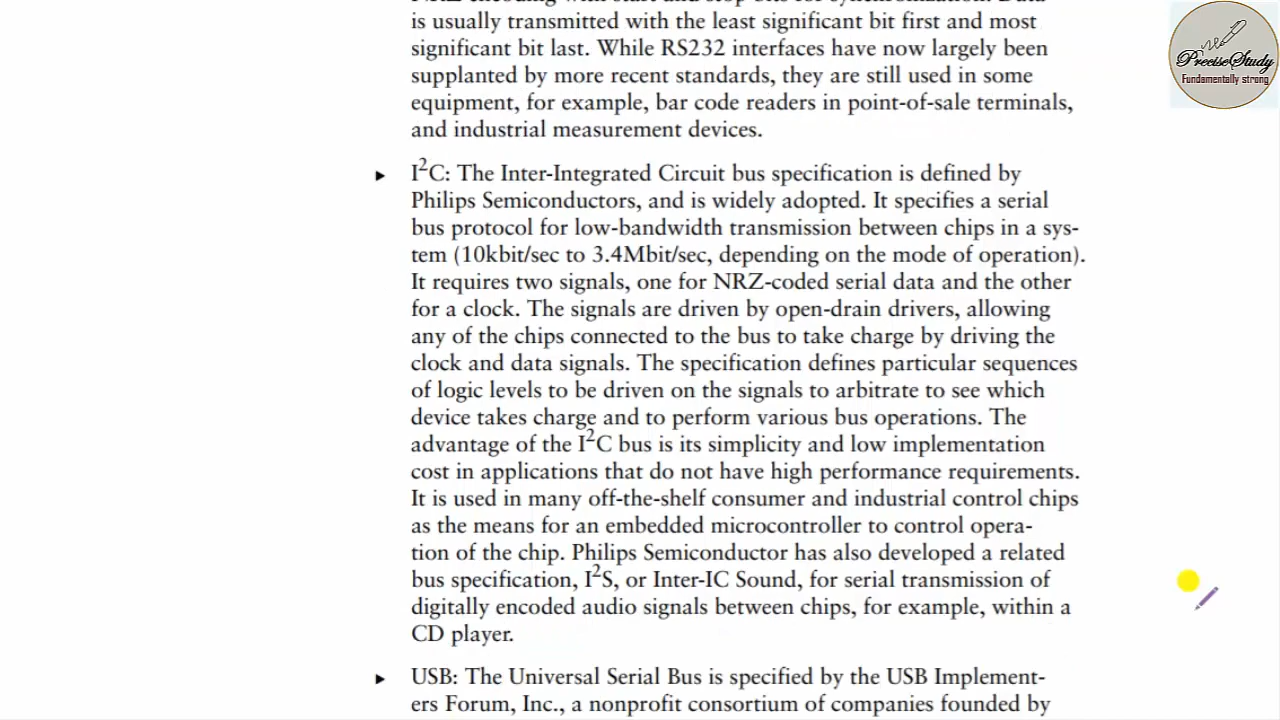 is usually transmitted with the least significant bit first and most
significant bit last. While RS232 interfaces have now largely been
supplanted by more recent standards, they are still used in some
equipment, for example, bar code readers in point-of-sale terminals,
and industrial measurement devices.
► I²C: The Inter-Integrated Circuit bus specification is defined by
Philips Semiconductors, and is widely adopted. It specifies a serial
bus protocol for low-bandwidth transmission between chips in a sys-
tem (10kbit/sec to 3.4Mbit/sec, depending on the mode of operation).
It requires two signals, one for NRZ-coded serial data and the other
for a clock. The signals are driven by open-drain drivers, allowing
any of the chips connected to the bus to take charge by driving the
clock and data signals. The specification defines particular sequences
of logic levels to be driven on the signals to arbitrate to see which
device takes charge and to perform various bus operations. The
advantage of the I²C bus is its simplicity and low implementation
cost in applications that do not have high performance requirements.
It is used in many off-the-shelf consumer and industrial control chips
as the means for an embedded microcontroller to control opera-
tion of the chip. Philips Semiconductor has also developed a related
bus specification, I²S, or Inter-IC Sound, for serial transmission of
digitally encoded audio signals between chips, for example, within a
CD player.
► USB: The Universal Serial Bus is specified by the USB Implement-
ers Forum, Inc., a nonprofit consortium of companies founded by
PreciseStudy
Fundamentally strong